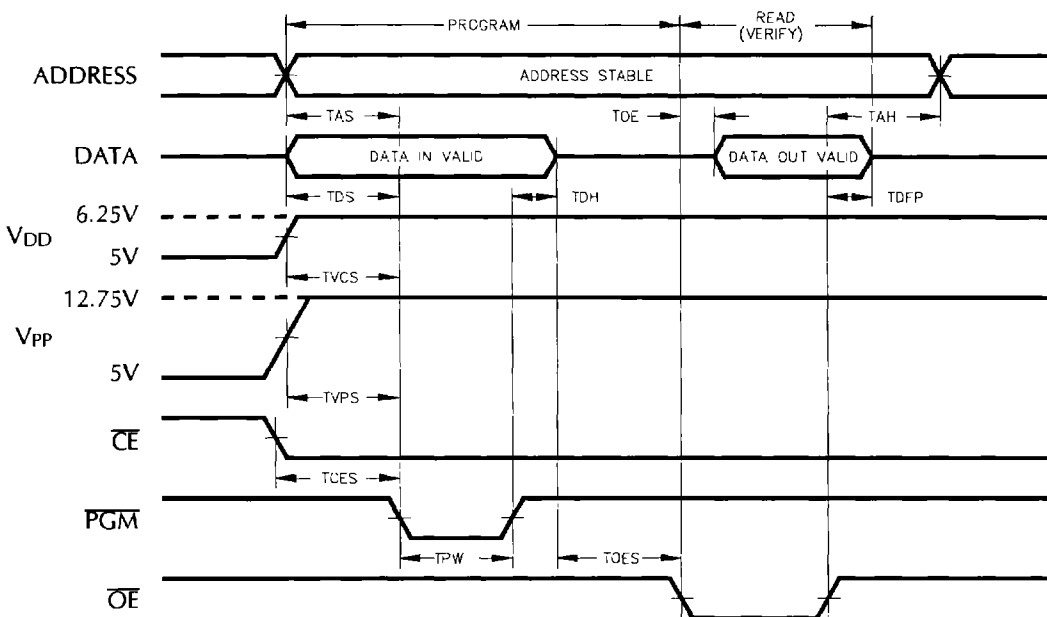 PROGRAM
READ
(VERIFY)
ADDRESS
ADDRESS STABLE
TAS
TOE
TAH
DATA
DATA IN VALID
DATA OUT VALID
TDS
TDH
TDFP
6.25V
VDD
5V
TVCS
12.75V
VPP
5V
TVPS
CE
TCES
PGM
TPW
TOES
OE